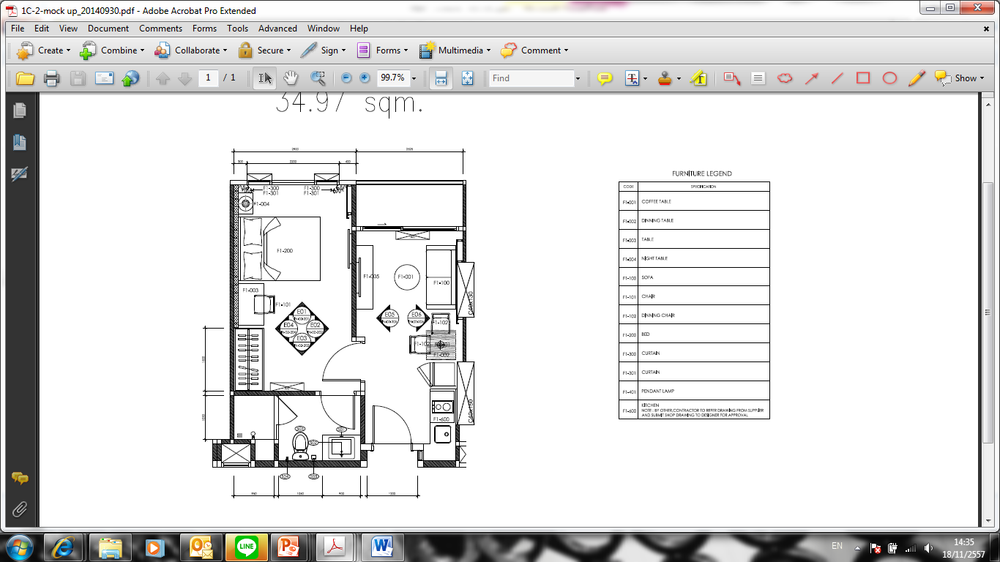 1C-2-mock up_20140930.pdf - Adobe Acrobat Pro Extended
File Edit View Document Comments Forms Tools Advanced Window Help
Create Combine Collaborate Secure Sign Forms Multimedia Comment
1 / 1 99.7% Find Show
34.97 sqm.
2900 2525
300 2200 400
F1-300 F1-300
F1-301 F1-301
F1-004
F1-200
F1-005 F1-001 F1-100
F1-003
F1-101
C40x130
E01
E04 E02
E03
E05 E06
F1-102
F1-102
F1-002
C40x150
F1-600
950 1050 900 1200
FURNITURE LEGEND
CODE SPECIFICATION
F1-001 COFFEE TABLE
F1-002 DINNING TABLE
F1-003 TABLE
F1-004 NIGHT TABLE
F1-100 SOFA
F1-101 CHAIR
F1-102 DINNING CHAIR
F1-200 BED
F1-300 CURTAIN
F1-301 CURTAIN
F1-401 PENDANT LAMP
F1-600 KITCHEN
NOTE : BY OTHER,CONTRACTOR TO REFER DRAWING FROM SUPPLIER
AND SUBMIT SHOP DRAWING TO DESIGNER FOR APPROVAL
LINE
EN
14:35
18/11/2557